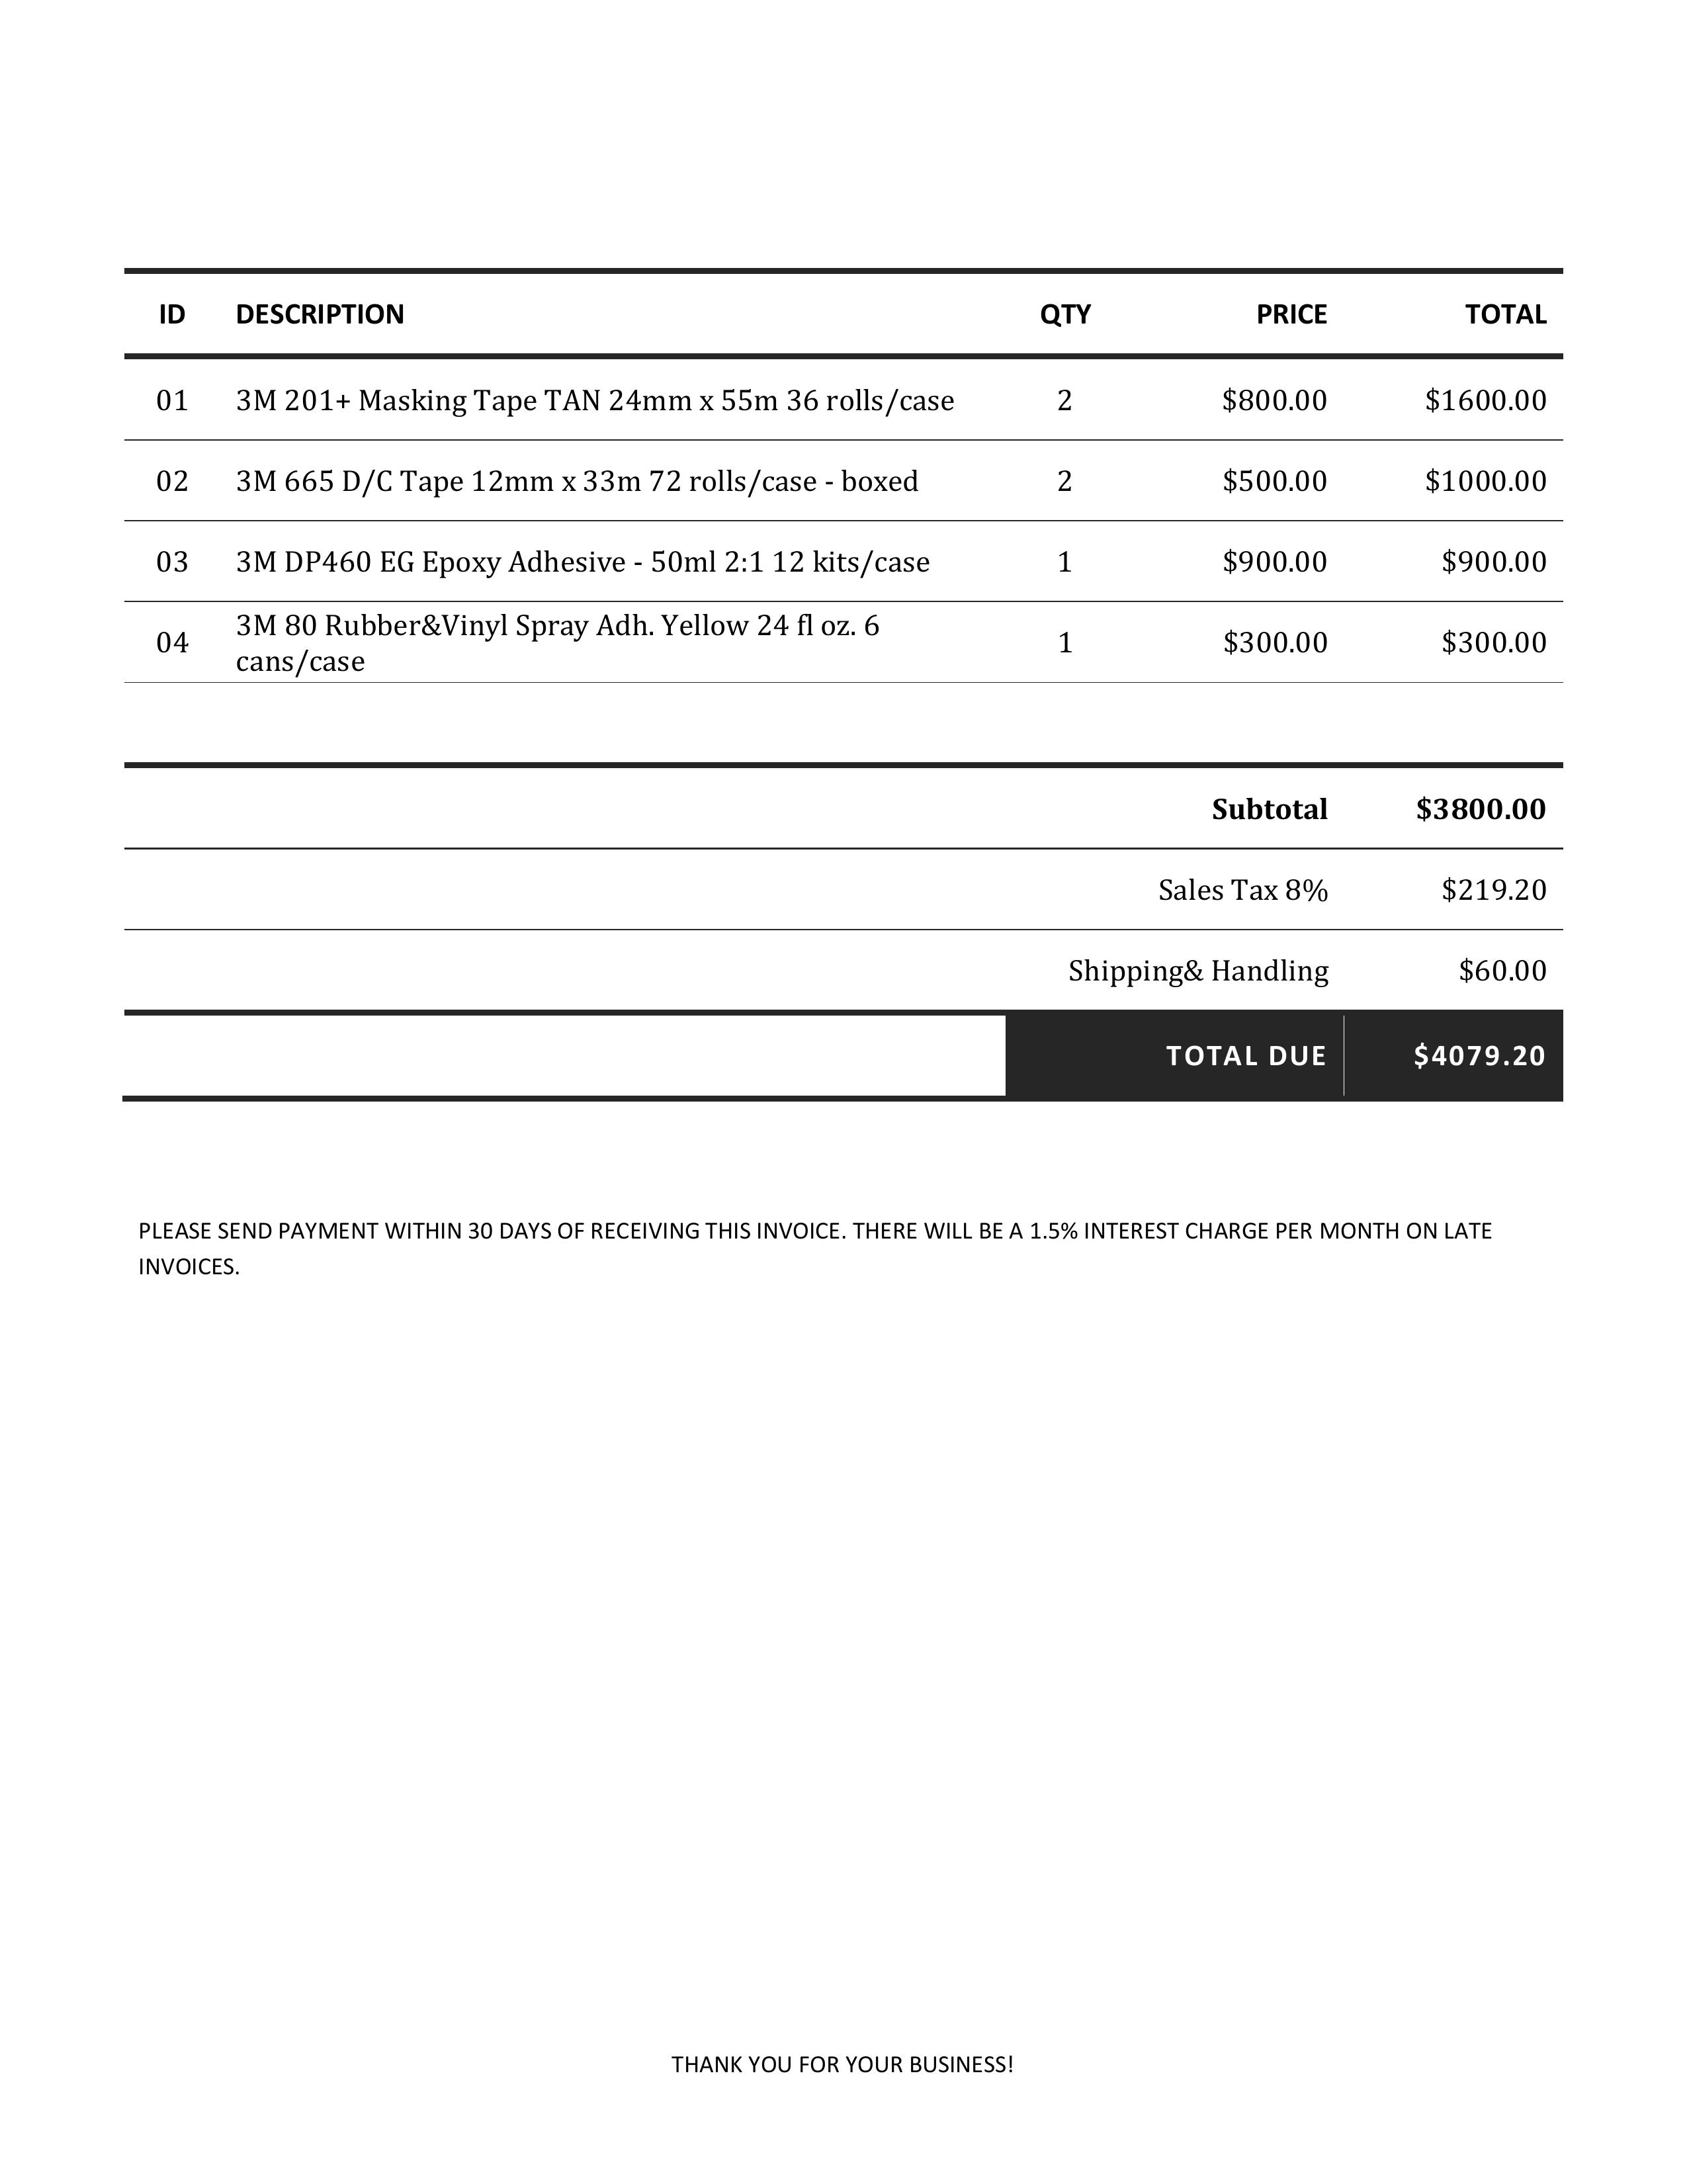 ID DESCRIPTION QTY PRICE TOTAL
01 3M 201+ Masking Tape TAN 24mm x 55m 36 rolls/case 2 $800.00 $1600.00
02 3M 665 D/C Tape 12mm x 33m 72 rolls/case - boxed 2 $500.00 $1000.00
03 3M DP460 EG Epoxy Adhesive - 50ml 2:1 12 kits/case 1 $900.00 $900.00
04 3M 80 Rubber&Vinyl Spray Adh. Yellow 24 fl oz. 6 1 $300.00 $300.00
cans/case
Subtotal $3800.00
Sales Tax 8% $219.20
Shipping& Handling $60.00
TOTAL DUE $4079.20
PLEASE SEND PAYMENT WITHIN 30 DAYS OF RECEIVING THIS INVOICE. THERE WILL BE A 1.5% INTEREST CHARGE PER MONTH ON LATE
INVOICES.
THANK YOU FOR YOUR BUSINESS!